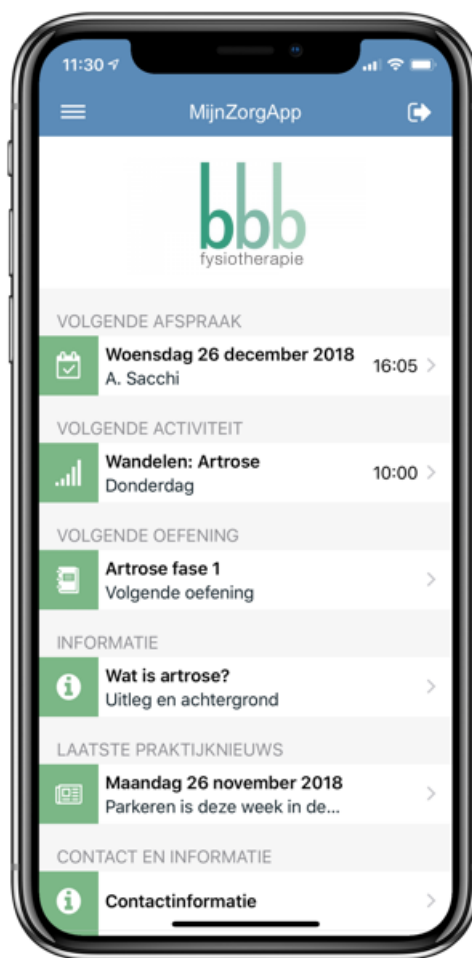 11:30
MijnZorgApp
bbb
fysiotherapie
VOLGENDE AFSPRAAK
Woensdag 26 december 2018
A. Sacchi
16:05
VOLGENDE ACTIVITEIT
Wandelen: Artrose
Donderdag
10:00
VOLGENDE OEFENING
Artrose fase 1
Volgende oefening
INFORMATIE
Wat is artrose?
Uitleg en achtergrond
LAATSTE PRAKTIJKNIEUWS
Maandag 26 november 2018
Parkeren is deze week in de...
CONTACT EN INFORMATIE
Contactinformatie